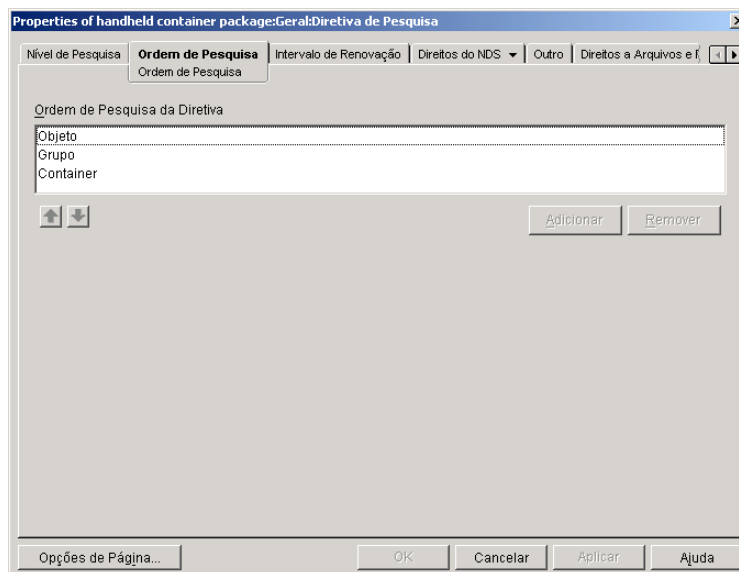 Properties of handheld container package:Geral:Diretiva de Pesquisa
Nível de Pesquisa Ordem de Pesquisa Intervalo de Renovação Direitos do NDS Outro Direitos a Arquivos e
Ordem de Pesquisa
Ordem de Pesquisa da Diretiva
Objeto
Grupo
Container
Adicionar Remover
Opções de Página... OK Cancelar Aplicar Ajuda